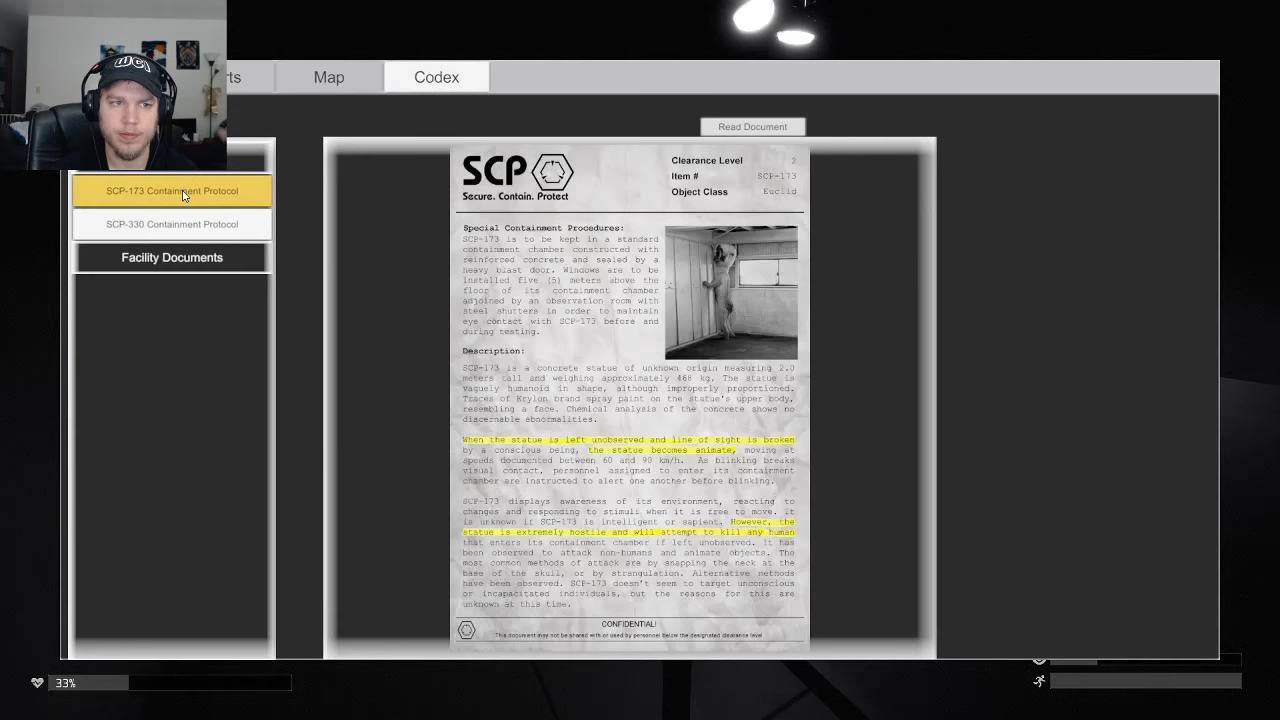 WCI
rts
Map
Codex
Read Document
SCP-173 Containment Protocol
SCP-330 Containment Protocol
Facility Documents
SCP
Secure. Contain. Protect
Clearance Level 2
Item # SCP-173
Object Class Euclid
Special Containment Procedures:
SCP-173 is to be kept in a standard
containment chamber constructed with
reinforced concrete and sealed by a
heavy blast door. Windows are to be
installed five (5) meters above the
floor of its containment chamber
adjoined by an observation room with
steel shutters in order to maintain
eye contact with SCP-173 before and
during testing.
Description:
SCP-173 is a concrete statue of unknown origin measuring 2.0
meters tall and weighing approximately 468 kg. The statue is
vaguely humanoid in shape, although improperly proportioned.
Traces of Krylon brand spray paint on the statue's upper body,
resembling a face. Chemical analysis of the concrete shows no
discernable abnormalities.
When the statue is left unobserved and line of sight is broken
by a conscious being, the statue becomes animate, moving at
speeds documented between 60 and 90 km/h. As blinking breaks
visual contact, personnel assigned to enter its containment
chamber are instructed to alert one another before blinking.
SCP-173 displays awareness of its environment, reacting to
changes and responding to stimuli when it is free to move. It
is unknown if SCP-173 is intelligent or sapient. However, the
statue is extremely hostile and will attempt to kill any human
that enters its containment chamber if left unobserved. It has
been observed to attack non-humans and animate objects. The
most common methods of attack are by snapping the neck at the
base of the skull, or by strangulation. Alternative methods
have been observed. SCP-173 doesn't seem to target unconscious
or incapacitated individuals, but the reasons for this are
unknown at this time.
CONFIDENTIAL!
This document may not be shared with or used by personnel below the designated clearance level
33%